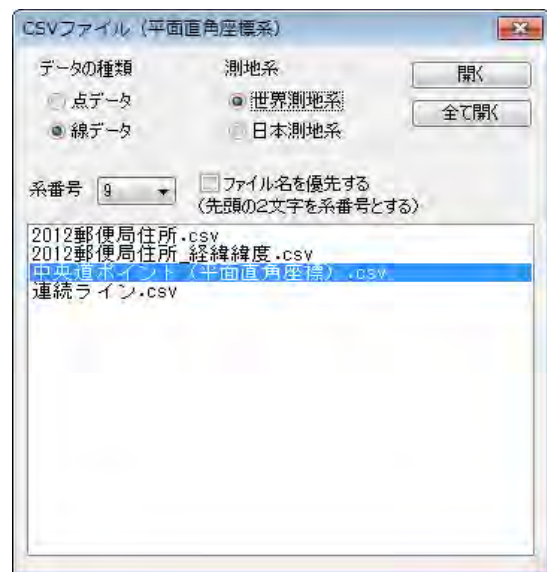 CSVファイル（平面直角座標系）
データの種類
測地系
開く
点データ
世界測地系
全て開く
線データ
日本測地系
系番号 9
ファイル名を優先する
(先頭の2文字を系番号とする)
2012郵便局住所.csv
2012郵便局住所_経緯緯度.csv
中央道ポイント（平面直角座標）.csv
連続ライン.csv